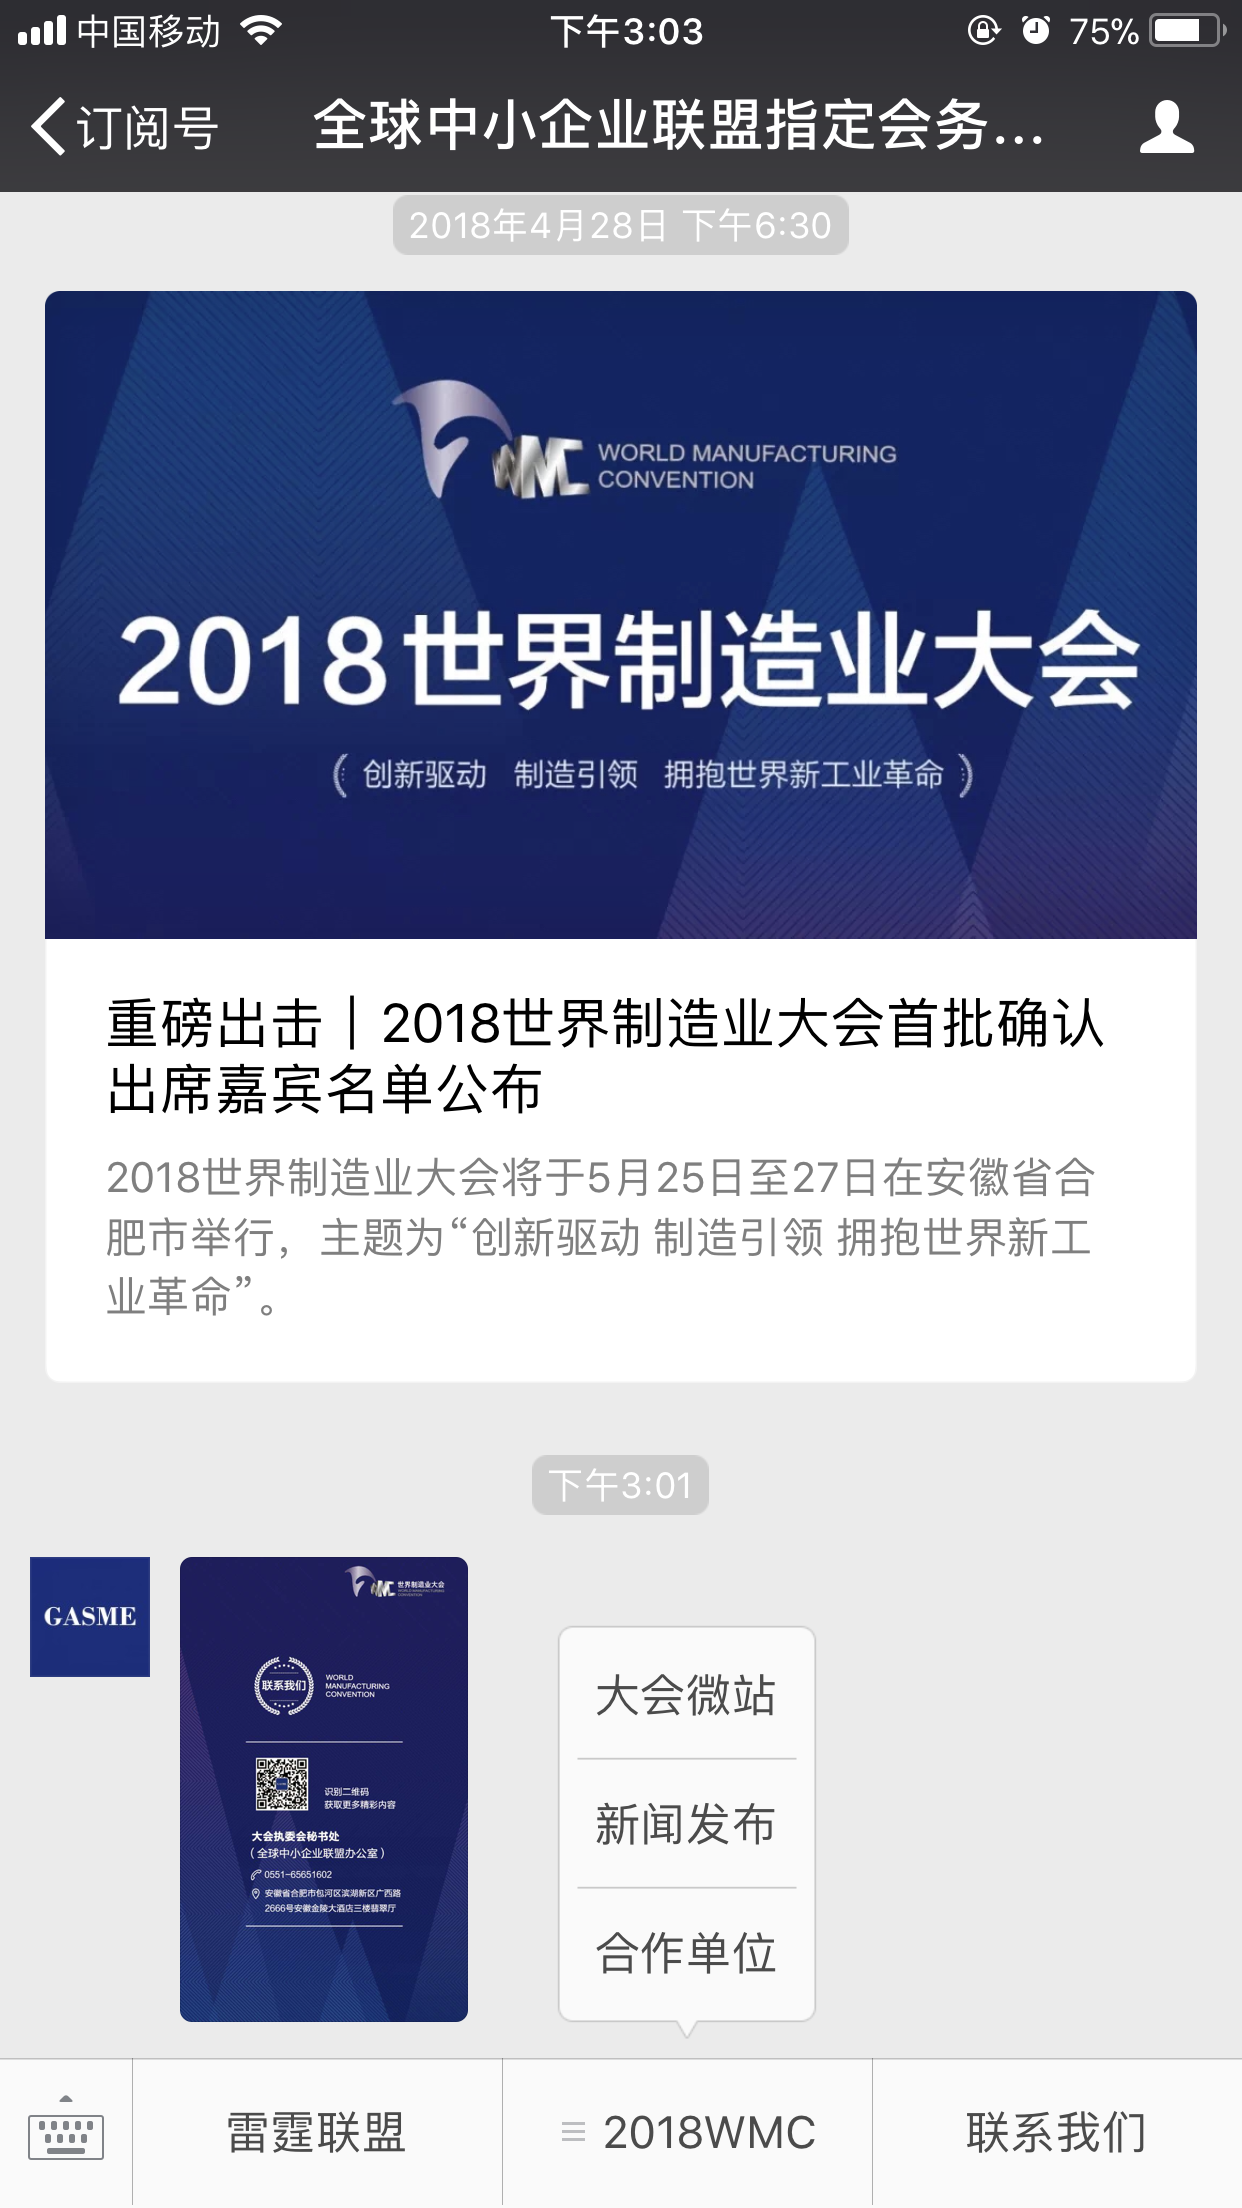 中国移动
下午3:03
75%
订阅号
全球中小企业联盟指定会务...
2018年4月28日 下午6:30
WMC
WORLD MANUFACTURING
CONVENTION
2018世界制造业大会
( 创新驱动 制造引领 拥抱世界新工业革命 )
重磅出击｜2018世界制造业大会首批确认
出席嘉宾名单公布
2018世界制造业大会将于5月25日至27日在安徽省合
肥市举行，主题为“创新驱动 制造引领 拥抱世界新工
业革命”。
下午3:01
GASME
WMC
世界制造业大会
WORLD MANUFACTURING
CONVENTION
联系我们
WORLD
MANUFACTURING
CONVENTION
识别二维码
获取更多精彩内容
大会执委会秘书处
（全球中小企业联盟办公室）
0551-65651602
安徽省合肥市包河区滨湖新区广西路
2666号安徽金陵大酒店三楼翡翠厅
大会微站
新闻发布
合作单位
雷霆联盟
2018WMC
联系我们